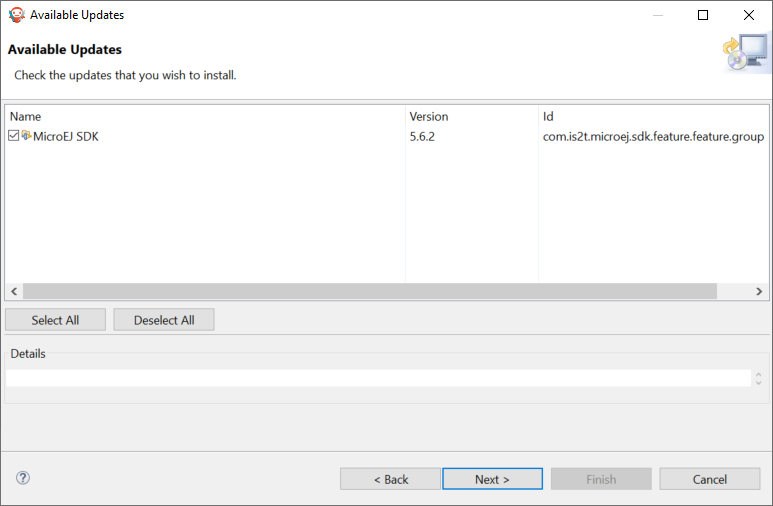 Available Updates
Available Updates
Check the updates that you wish to install.
Name Version Id
MicroEJ SDK 5.6.2 com.is2t.microej.sdk.feature.feature.group
Select All Deselect All
Details
? < Back Next > Finish Cancel